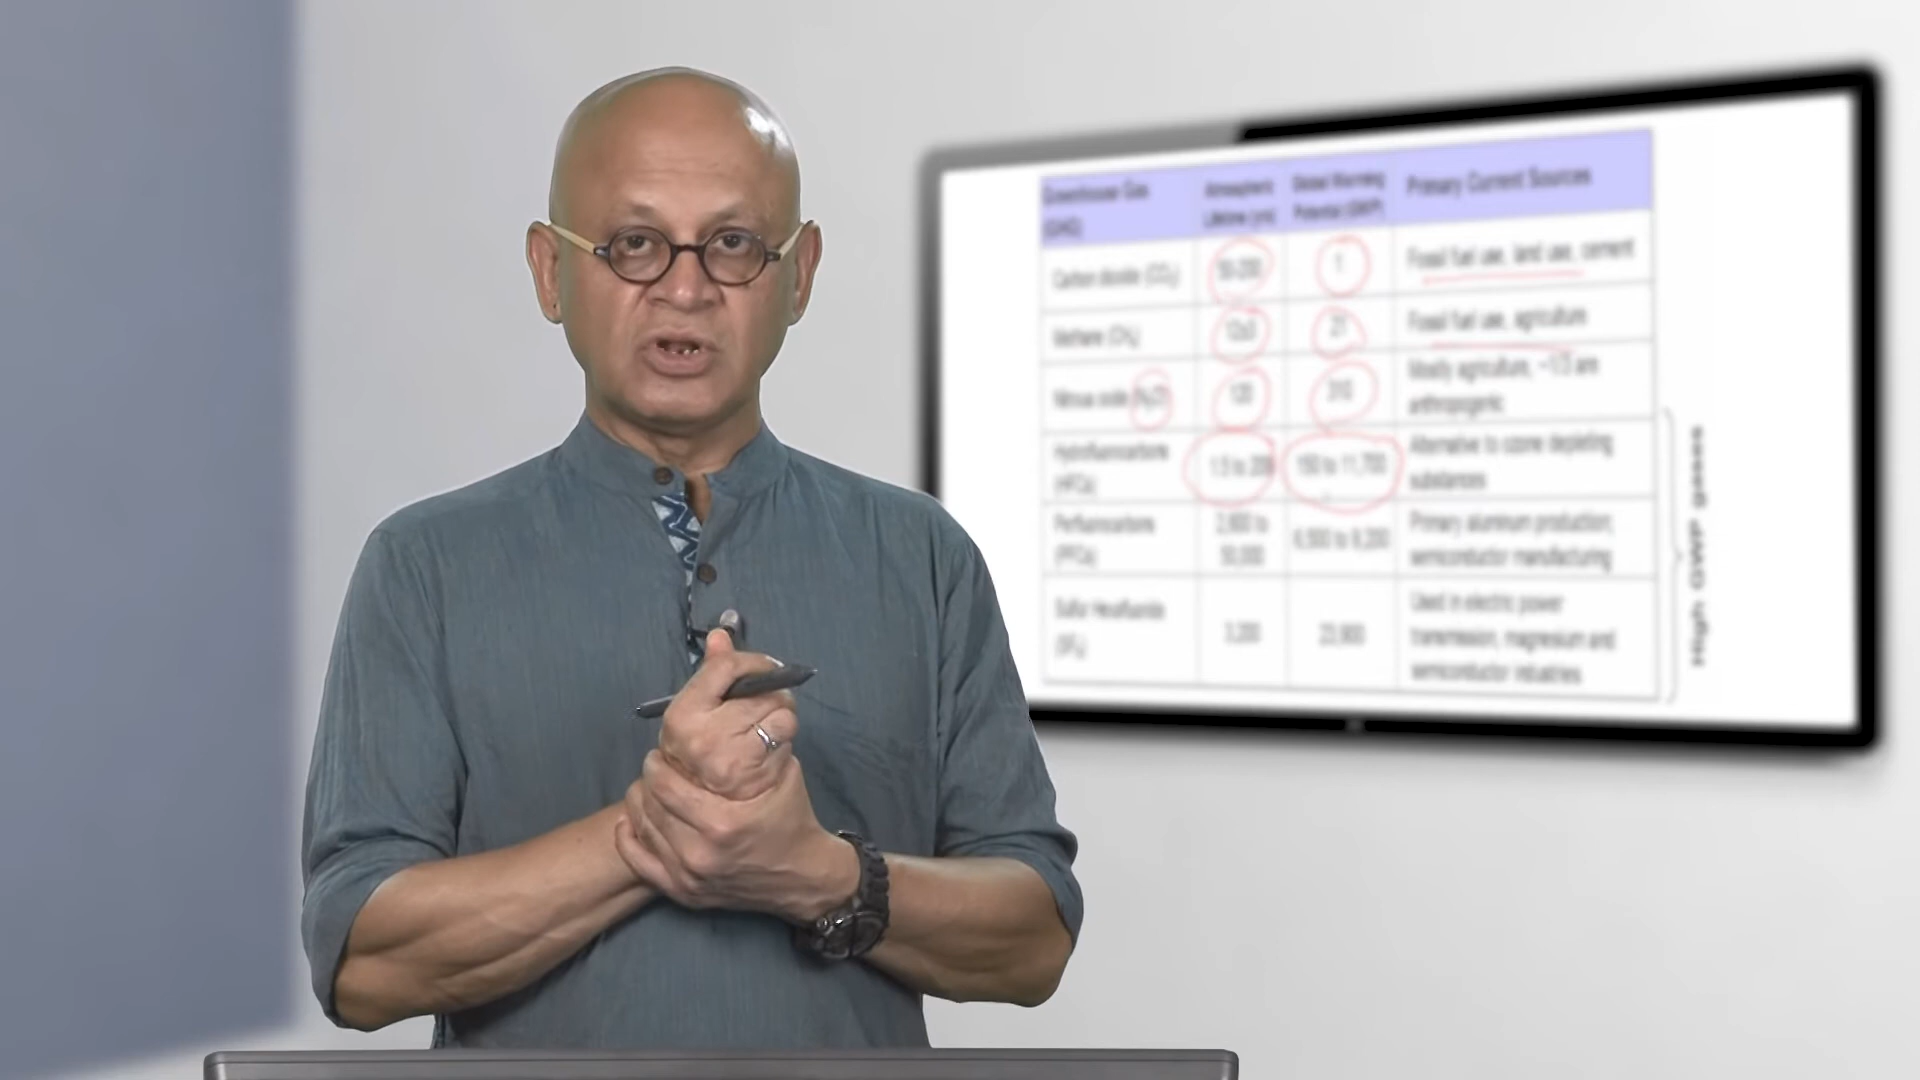 Greenhouse Gas
(GHG)
Atmospheric
Lifetime (yrs)
Global Warming
Potential (GWP)
Primary Current Sources
Carbon dioxide (CO₂)
50-200
1
Fossil fuel use, land use, cement
Methane (CH₄)
12±3
21
Fossil fuel use, agriculture
Nitrous oxide (N₂O)
120
310
Mostly agriculture, ~1/3 are
anthropogenic
Hydrofluorocarbons
(HFCs)
1.5 to 209
150 to 11,700
Alternative to ozone depleting
substances
Perfluorocarbons
(PFCs)
2,600 to
50,000
6,500 to 9,200
Primary aluminum production;
semiconductor manufacturing
Sulfur Hexafluoride
(SF₆)
3,200
23,900
Used in electric power
transmission, magnesium and
semiconductor industries
High GWP gases